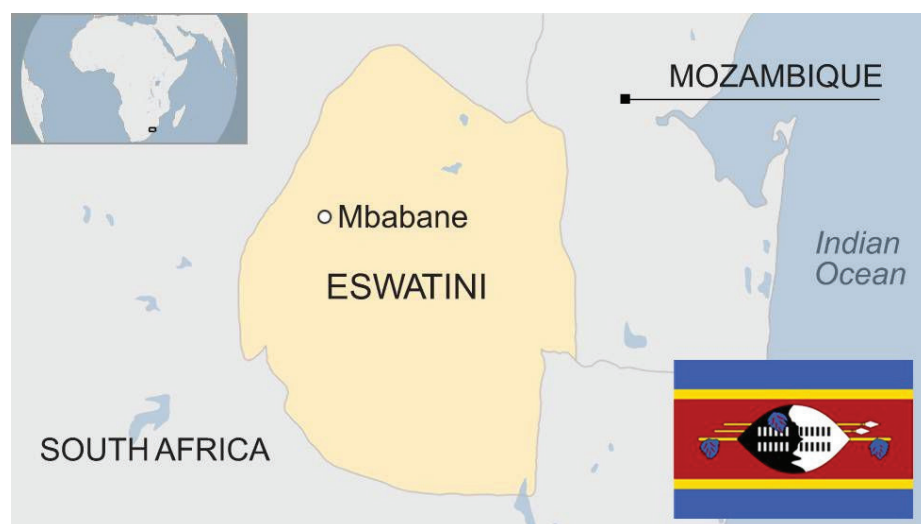 MOZAMBIQUE
Mbabane
Indian
Ocean
ESWATINI
SOUTH AFRICA